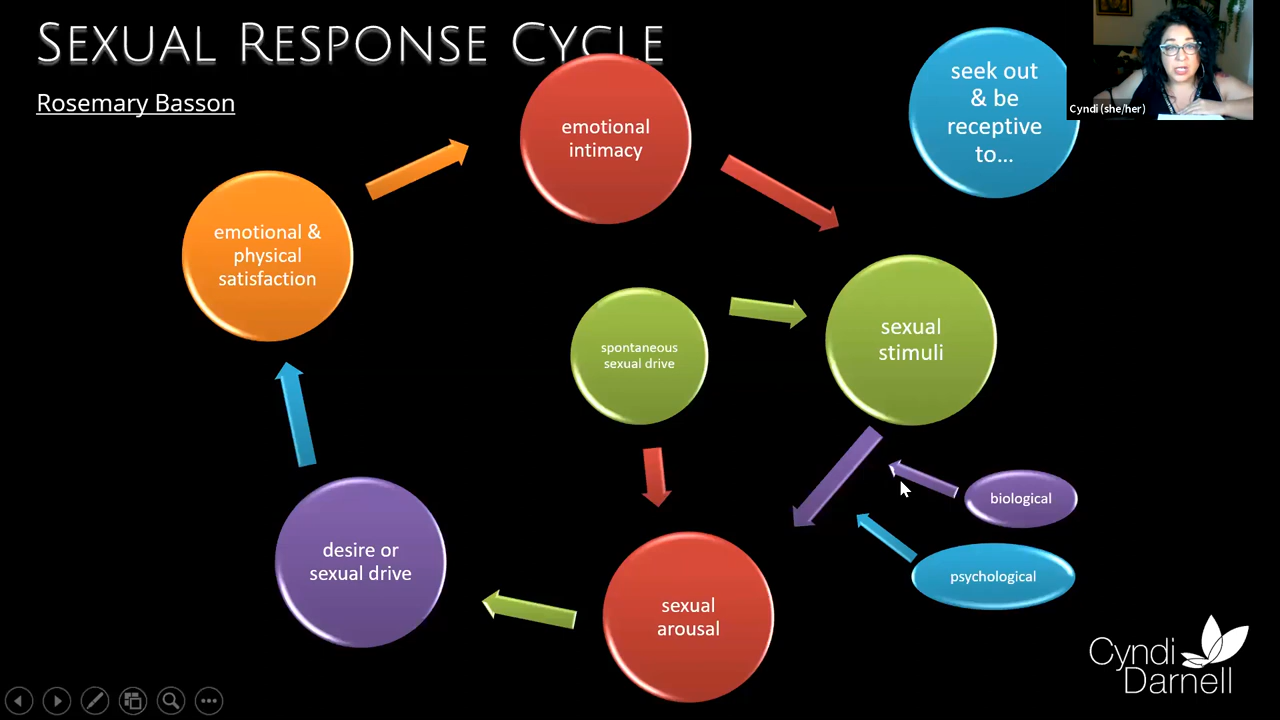 SEXUAL RESPONSE CYCLE
Rosemary Basson
emotional
intimacy
seek out
& be
receptive
to...
Cyndi (she/her)
emotional &
physical
satisfaction
spontaneous
sexual drive
sexual
stimuli
biological
psychological
desire or
sexual drive
sexual
arousal
Cyndi
Darnell